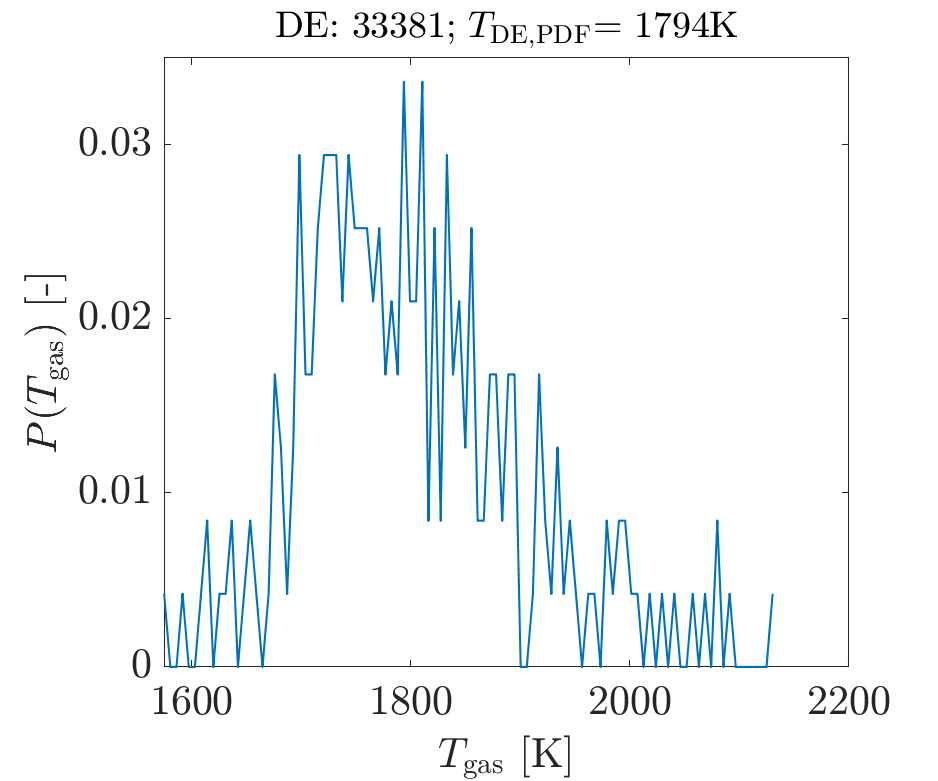 DE: 33381; T_DE,PDF= 1794K
0.03
0.02
0.01
0
P(T_gas) [-]
1600 1800 2000 2200
T_gas [K]